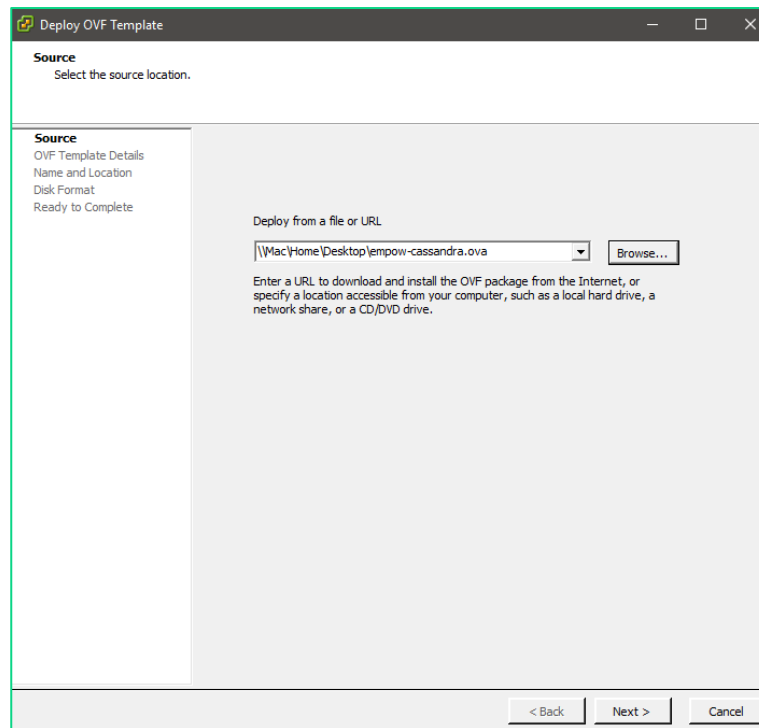 Deploy OVF Template
Source
Select the source location.
Source
OVF Template Details
Name and Location
Disk Format
Ready to Complete
Deploy from a file or URL
\\Mac\Home\Desktop\empow-cassandra.ova
Browse...
Enter a URL to download and install the OVF package from the Internet, or
specify a location accessible from your computer, such as a local hard drive, a
network share, or a CD/DVD drive.
< Back
Next >
Cancel